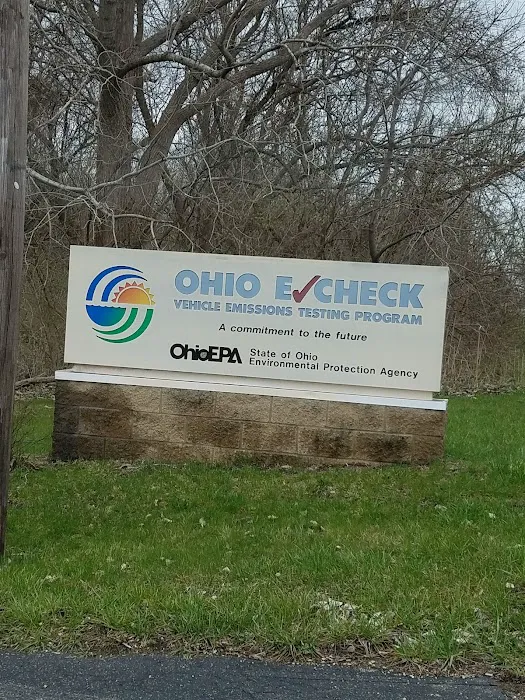 OHIO E✓CHECK
VEHICLE EMISSIONS TESTING PROGRAM
A commitment to the future
OhioEPA State of Ohio
Environmental Protection Agency